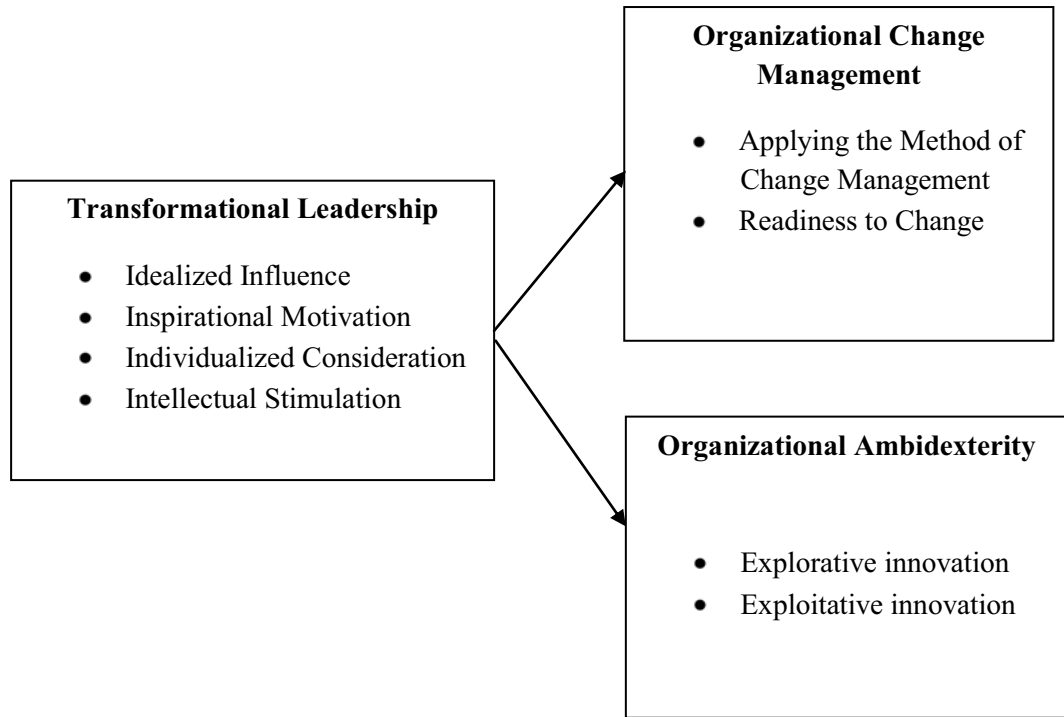 Transformational Leadership
• Idealized Influence
• Inspirational Motivation
• Individualized Consideration
• Intellectual Stimulation
Organizational Change
Management
• Applying the Method of
Change Management
• Readiness to Change
Organizational Ambidexterity
• Explorative innovation
• Exploitative innovation